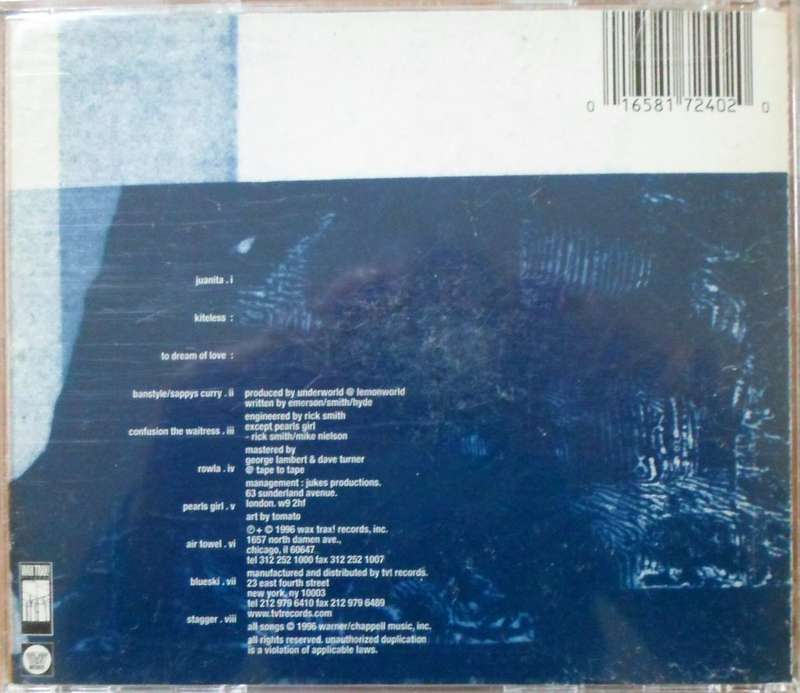 0 16581 72402 0
juanita . i
kiteless :
to dream of love :
banstyle/sappys curry . ii
confusion the waitress . iii
rowla . iv
pearls girl . v
air towel . vi
blueski . vii
stagger . viii
produced by underworld @ lemonworld
written by emerson/smith/hyde
engineered by rick smith
except pearls girl
- rick smith/mike nielson
mastered by
george lambert & dave turner
@ tape to tape
management : jukes productions.
63 sunderland avenue.
london. w9 2hf
art by tomato
℗ + © 1996 wax trax! records, inc.
1657 north damen ave.,
chicago, il 60647
tel 312 252 1000 fax 312 252 1007
manufactured and distributed by tvt records.
23 east fourth street
new york, ny 10003
tel 212 979 6410 fax 212 979 6489
www.tvtrecords.com
all songs © 1996 warner/chappell music, inc.
all rights reserved. unauthorized duplication
is a violation of applicable laws.